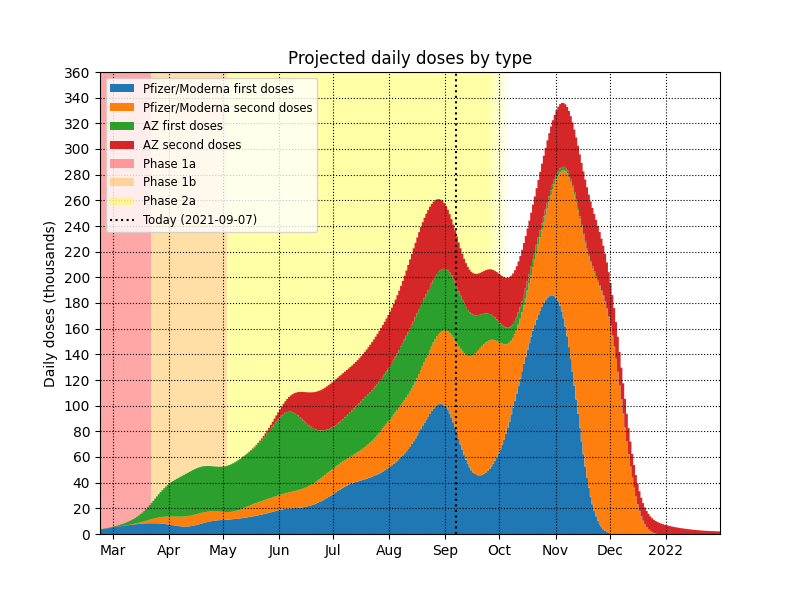 Projected daily doses by type
Daily doses (thousands)
360
340
320
300
280
260
240
220
200
180
160
140
120
100
80
60
40
20
0
Pfizer/Moderna first doses
Pfizer/Moderna second doses
AZ first doses
AZ second doses
Phase 1a
Phase 1b
Phase 2a
Today (2021-09-07)
Mar Apr May Jun Jul Aug Sep Oct Nov Dec 2022